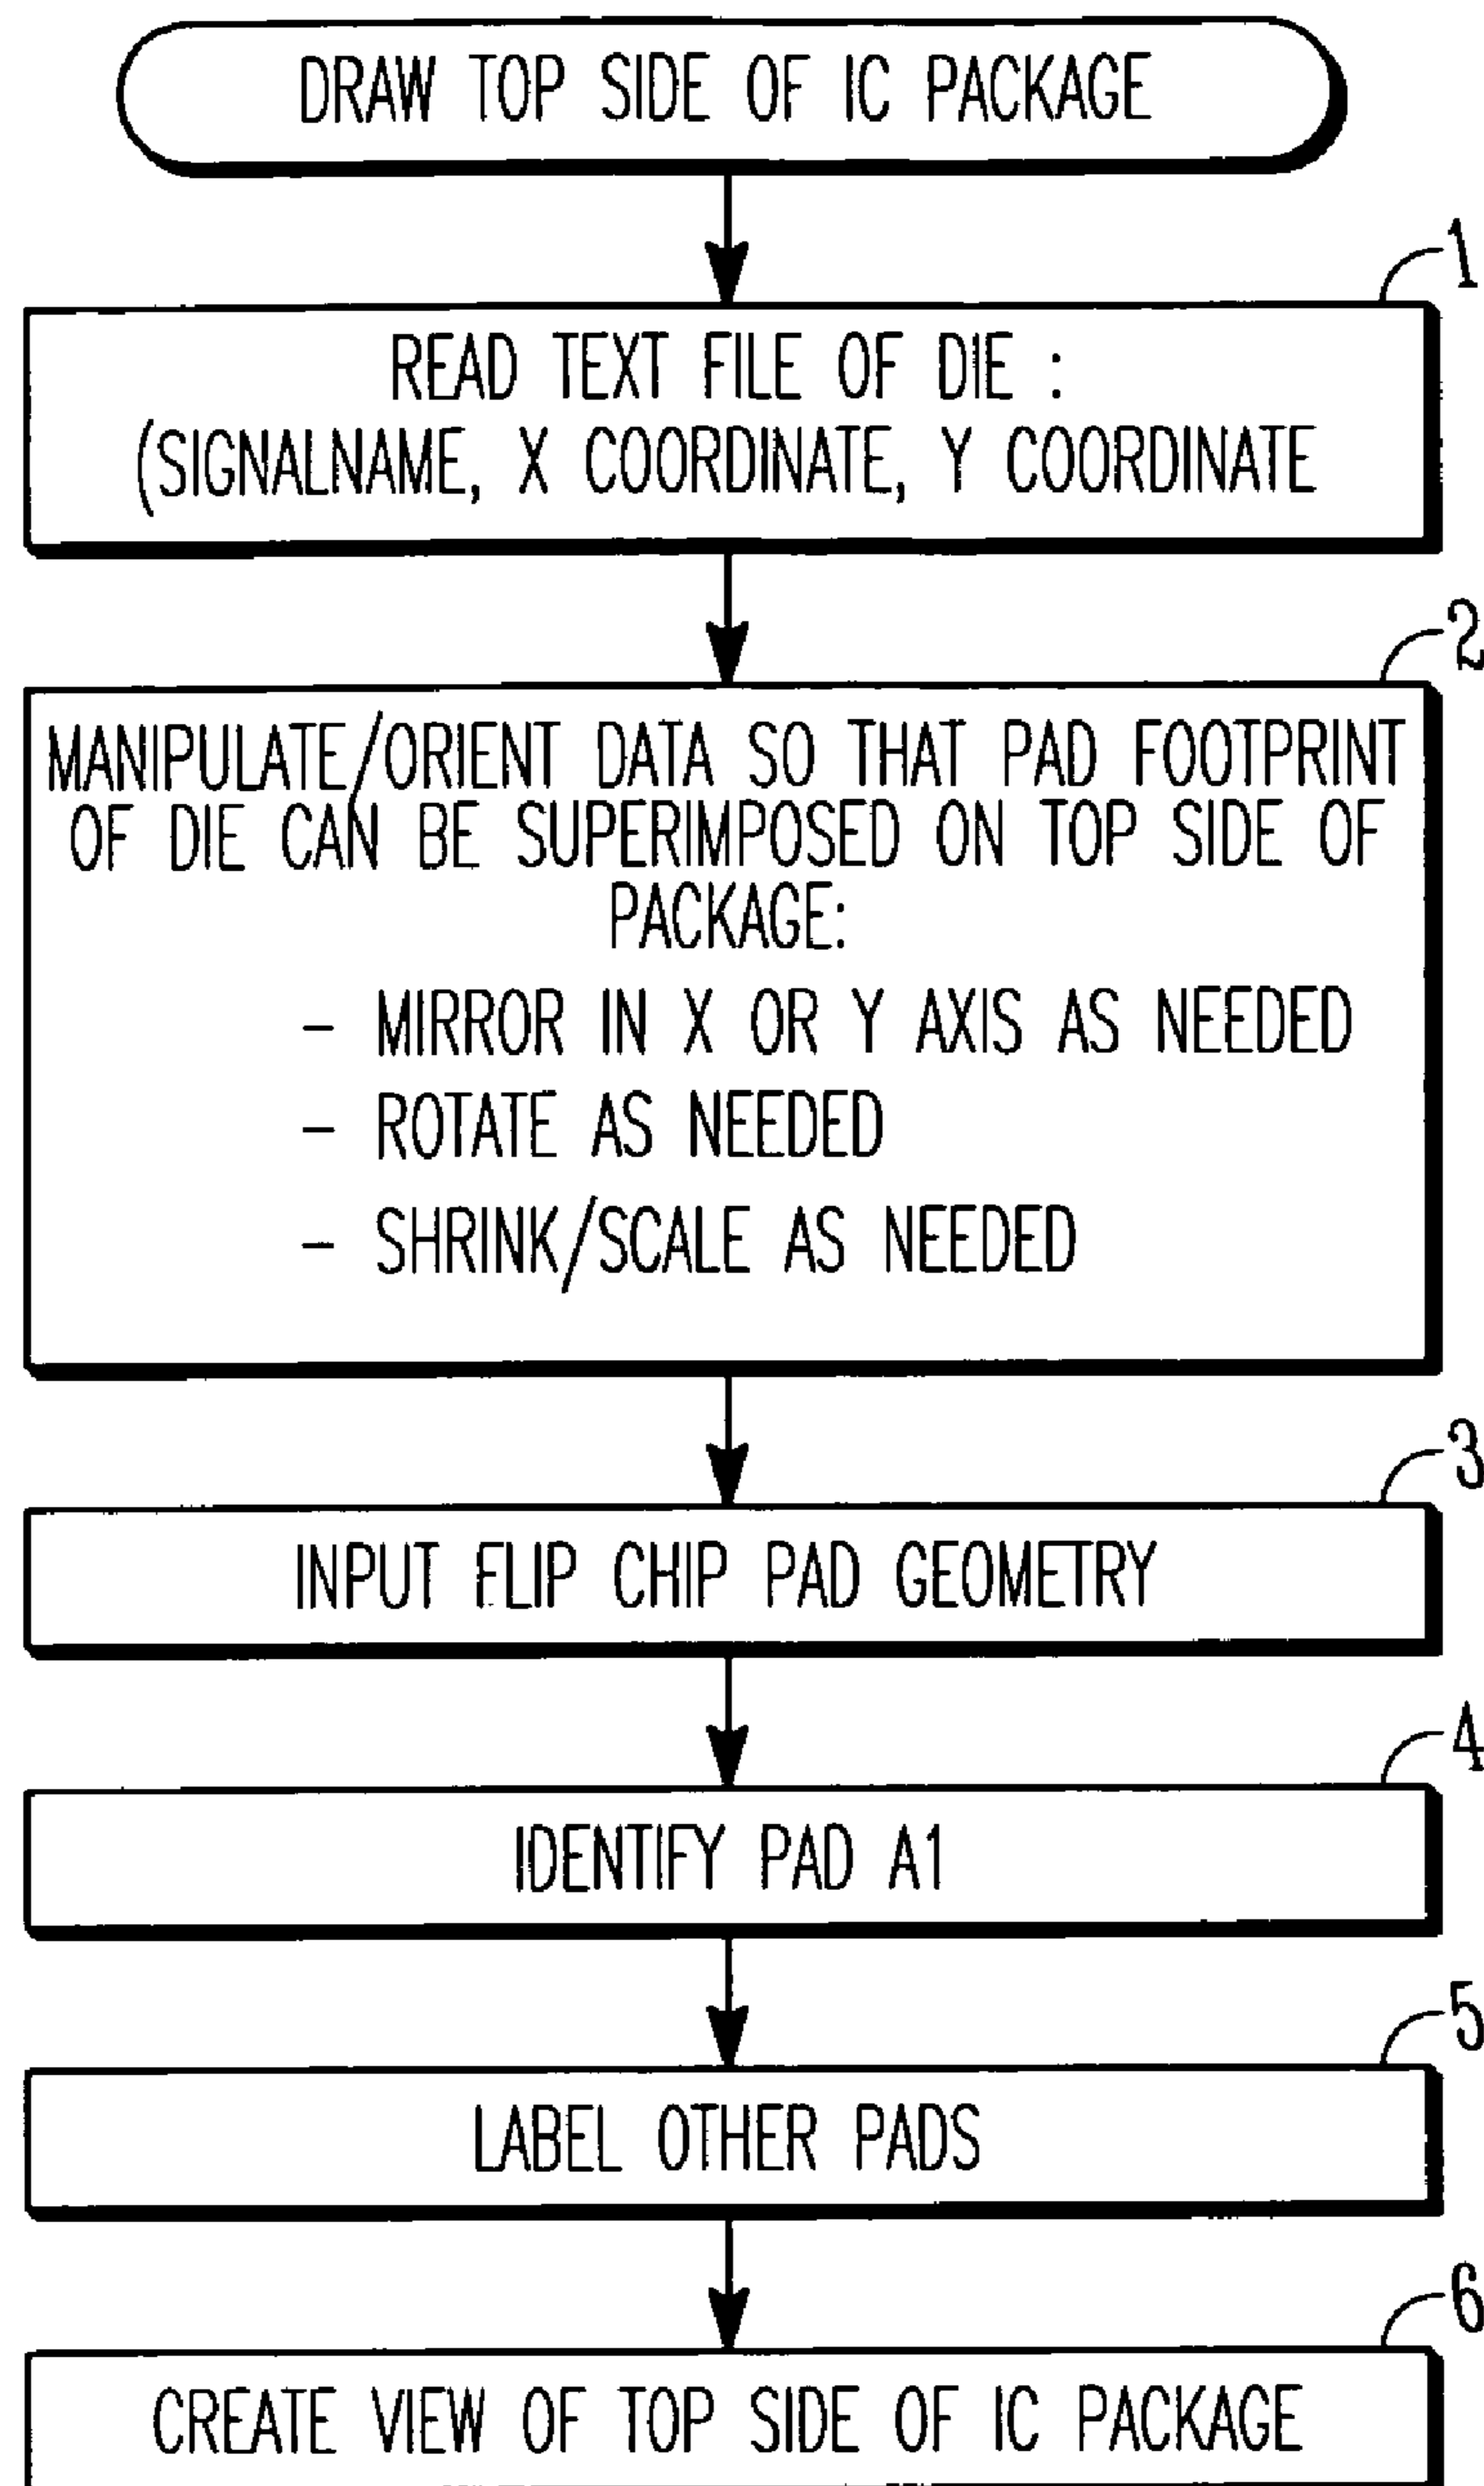 DRAW TOP SIDE OF IC PACKAGE
1
READ TEXT FILE OF DIE :
(SIGNALNAME, X COORDINATE, Y COORDINATE
2
MANIPULATE/ORIENT DATA SO THAT PAD FOOTPRINT
OF DIE CAN BE SUPERIMPOSED ON TOP SIDE OF
PACKAGE:
– MIRROR IN X OR Y AXIS AS NEEDED
– ROTATE AS NEEDED
– SHRINK/SCALE AS NEEDED
3
INPUT FLIP CHIP PAD GEOMETRY
4
IDENTIFY PAD A1
5
LABEL OTHER PADS
6
CREATE VIEW OF TOP SIDE OF IC PACKAGE